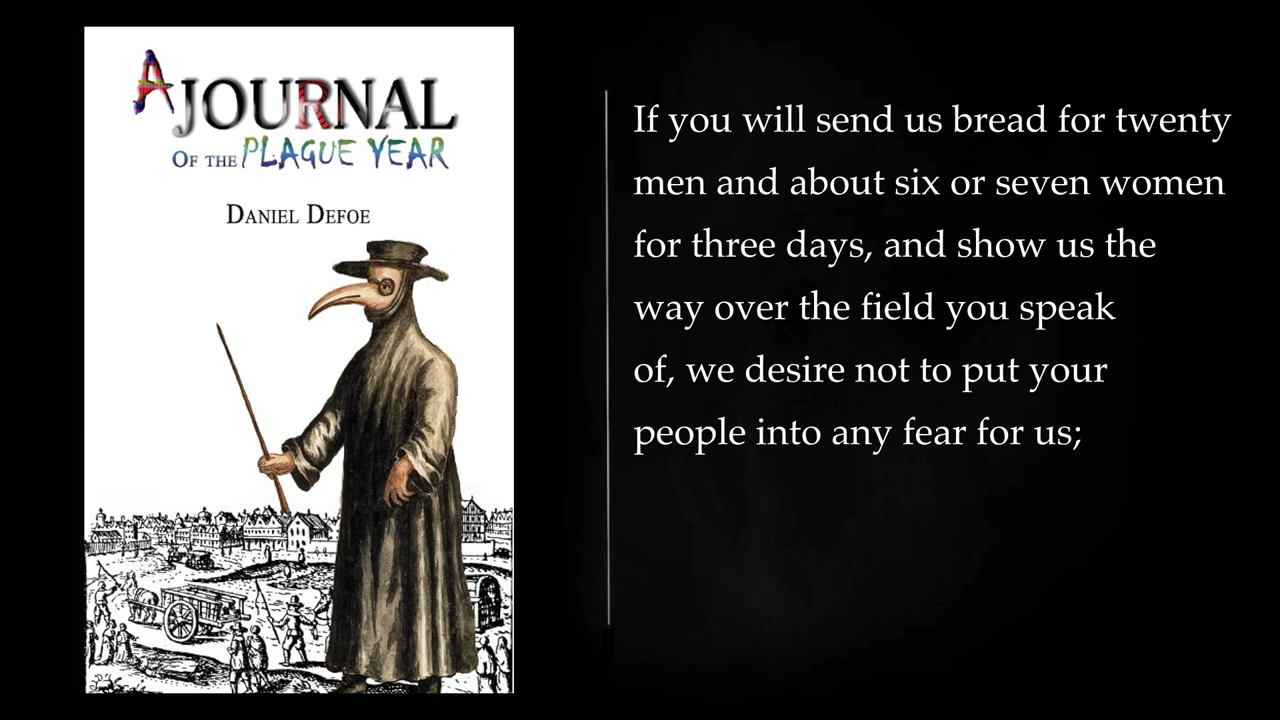 A JOURNAL
OF THE PLAGUE YEAR
DANIEL DEFOE
If you will send us bread for twenty
men and about six or seven women
for three days, and show us the
way over the field you speak
of, we desire not to put your
people into any fear for us;